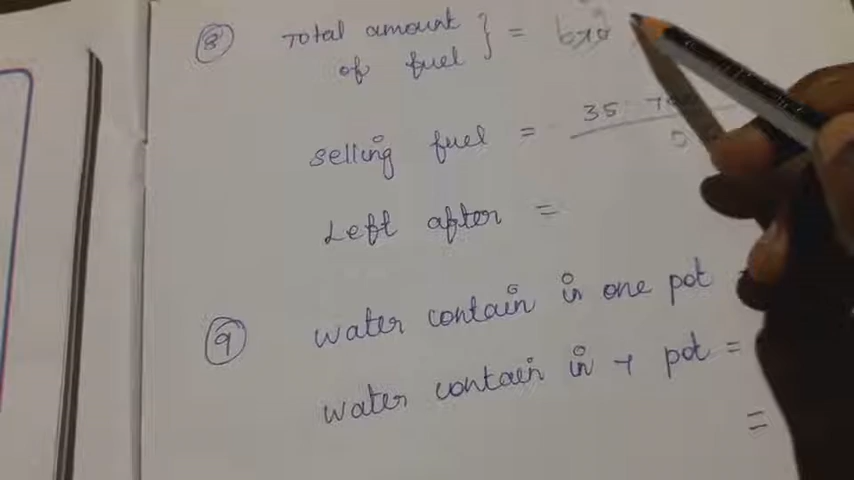 8 Total amount
of fuel } =
selling fuel = 35
Left after =
9 water contain in one pot
water contain in 7 pot =
=